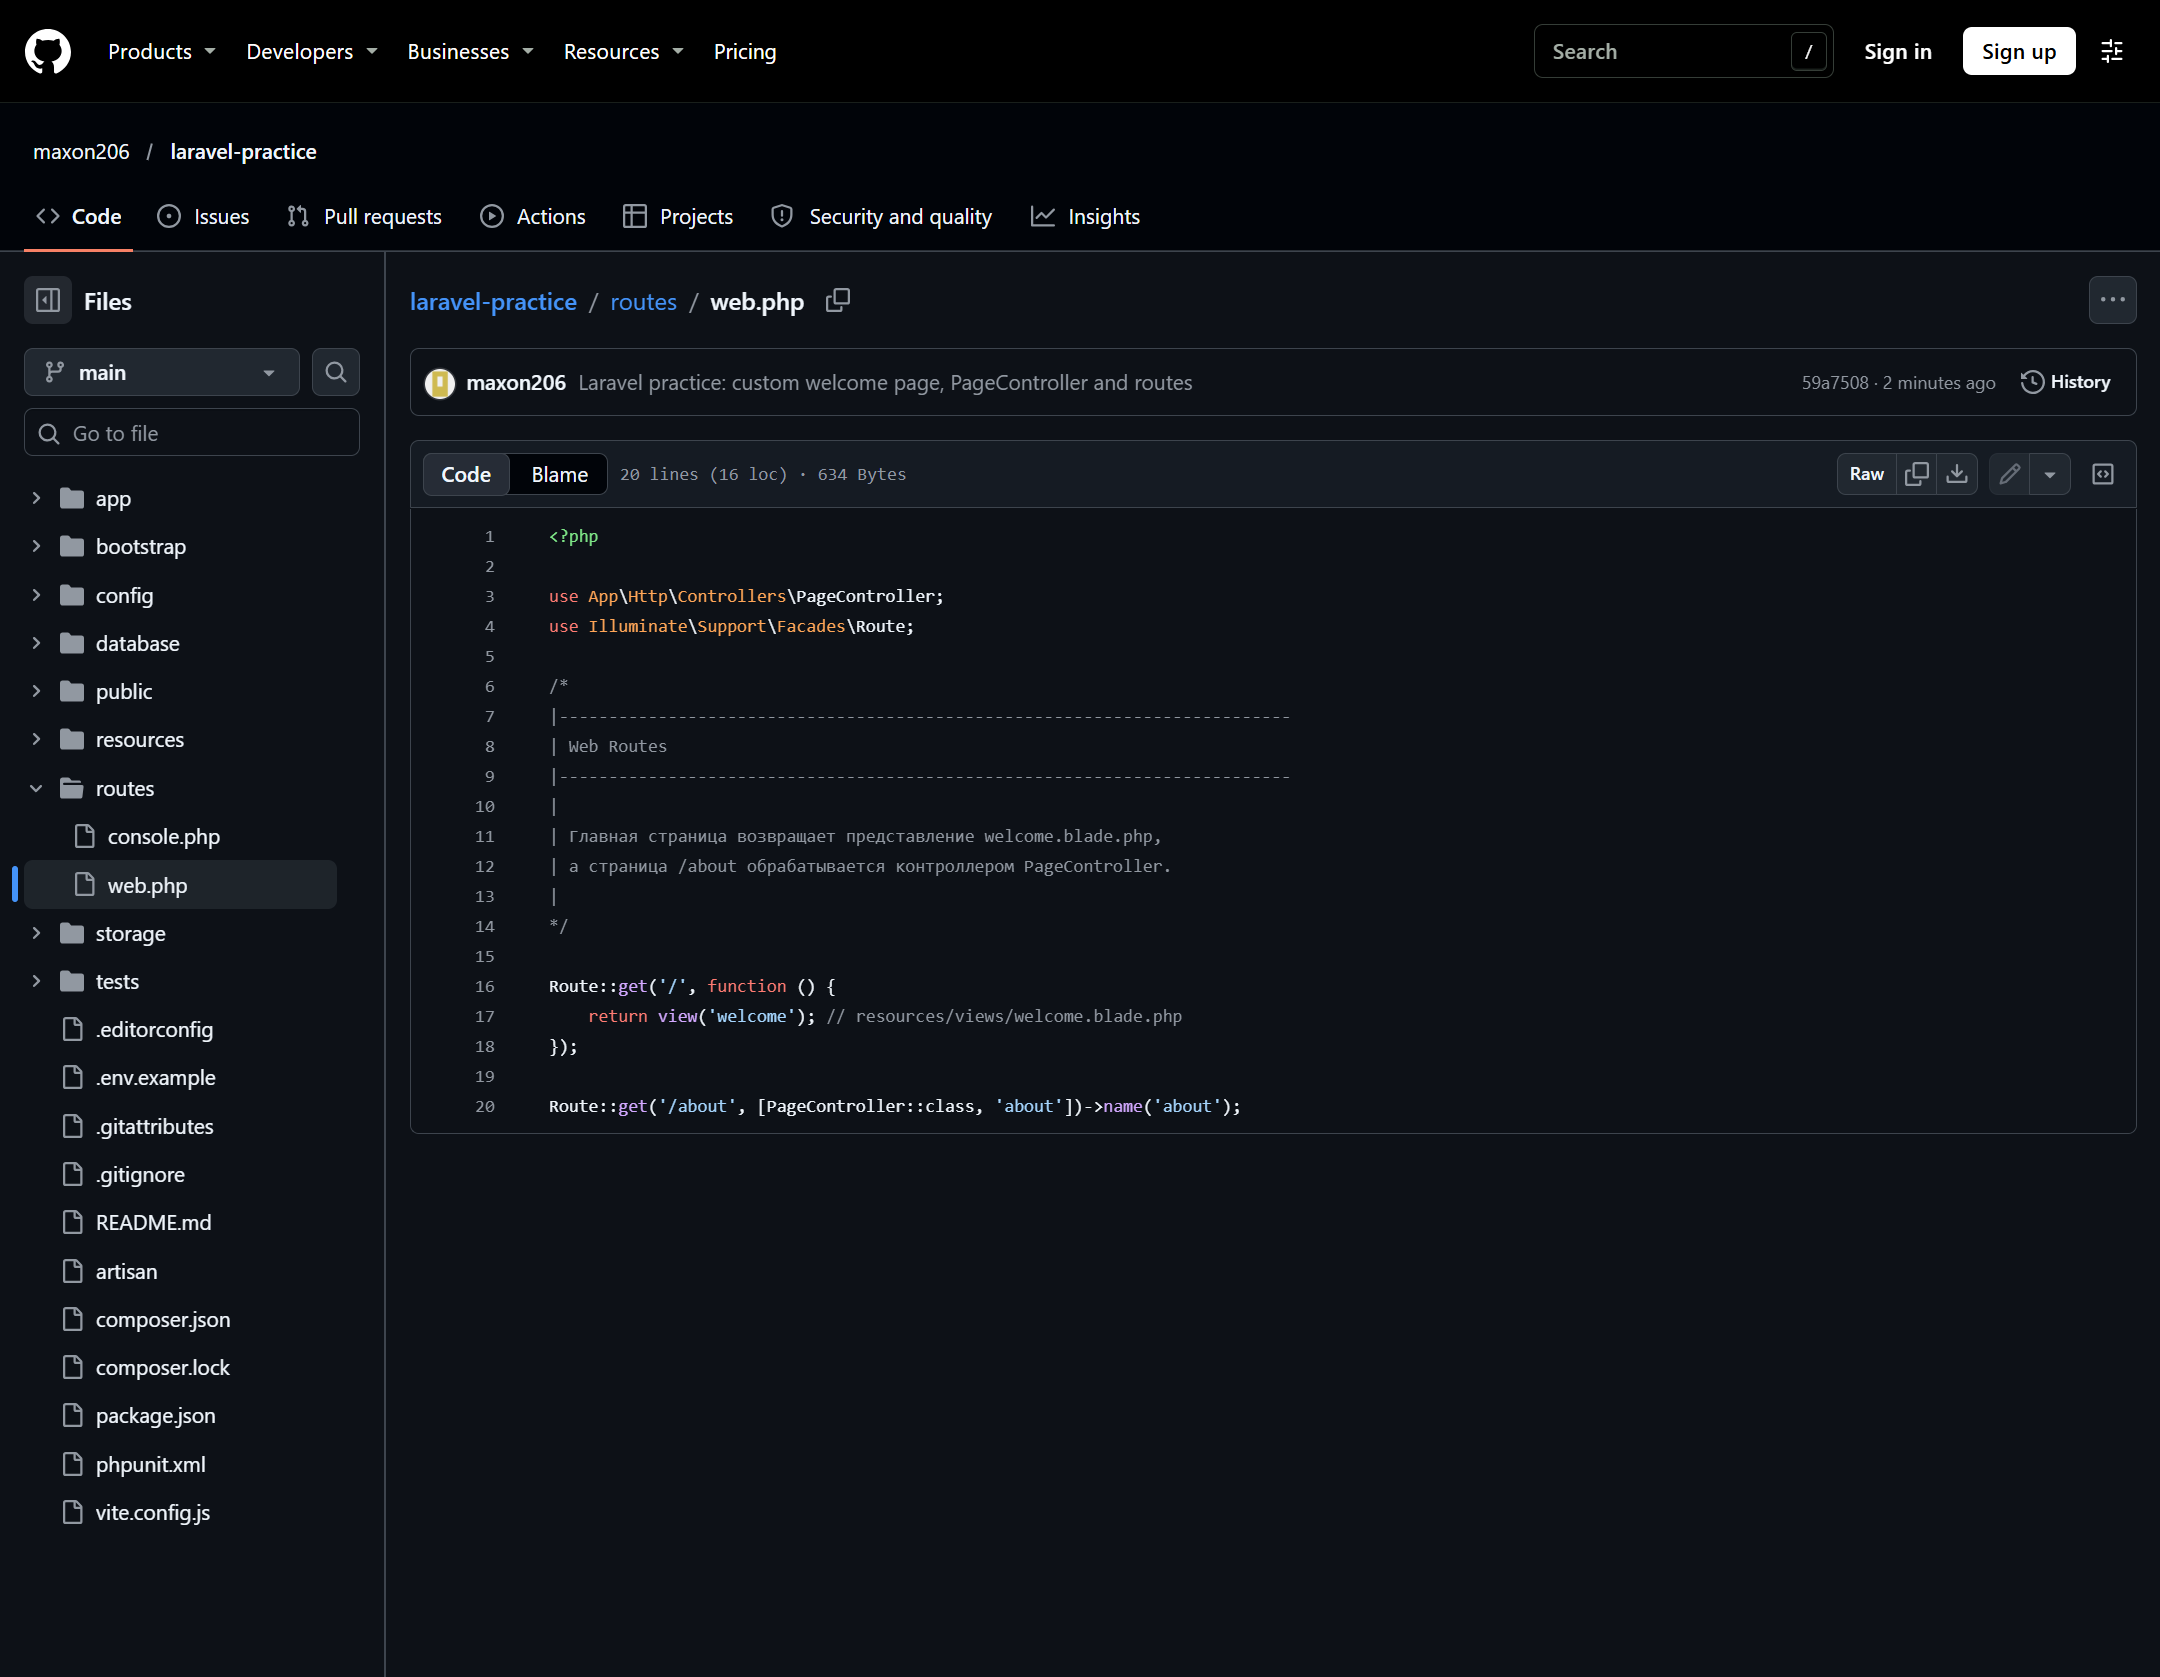 Products Developers Businesses Resources Pricing Search / Sign in Sign up
maxon206 / laravel-practice
Code Issues Pull requests Actions Projects Security and quality Insights
Files
main
Go to file
app
bootstrap
config
database
public
resources
routes
console.php
web.php
storage
tests
.editorconfig
.env.example
.gitattributes
.gitignore
README.md
artisan
composer.json
composer.lock
package.json
phpunit.xml
vite.config.js
laravel-practice / routes / web.php
maxon206 Laravel practice: custom welcome page, PageController and routes 59a7508 · 2 minutes ago History
Code Blame 20 lines (16 loc) · 634 Bytes Raw
1 <?php
2
3 use App\Http\Controllers\PageController;
4 use Illuminate\Support\Facades\Route;
5
6 /*
7 |--------------------------------------------------------------------------
8 | Web Routes
9 |--------------------------------------------------------------------------
10 |
11 | Главная страница возвращает представление welcome.blade.php,
12 | а страница /about обрабатывается контроллером PageController.
13 |
14 */
15
16 Route::get('/', function () {
17     return view('welcome'); // resources/views/welcome.blade.php
18 });
19
20 Route::get('/about', [PageController::class, 'about'])->name('about');